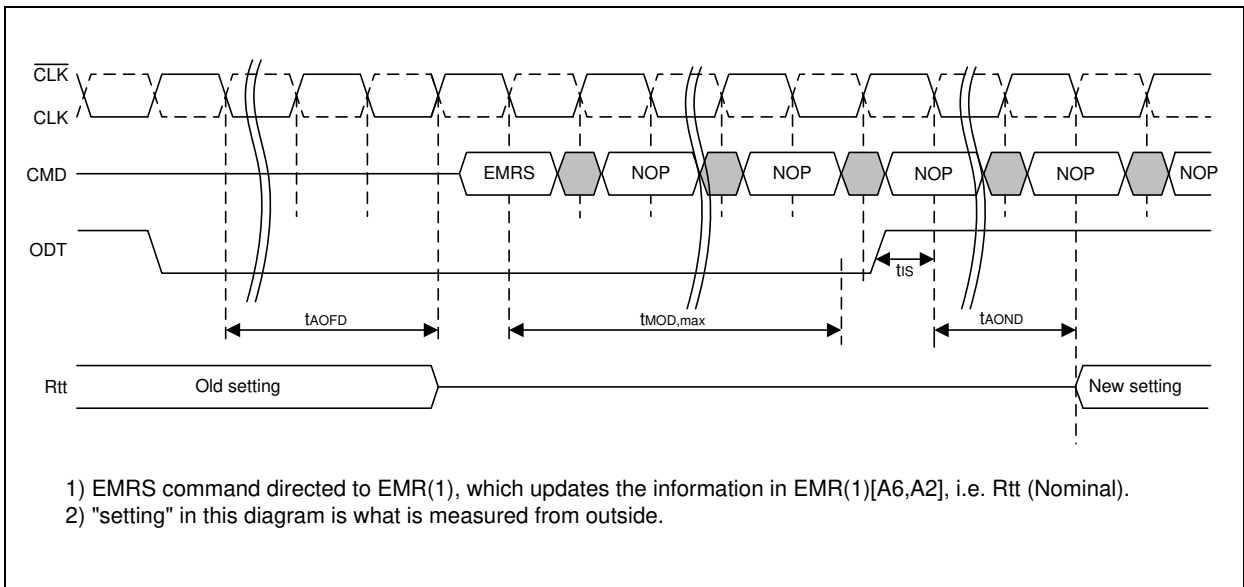 CLK
CLK
CMD EMRS NOP NOP NOP NOP NOP
ODT
tIS
tAOFD tMOD,max tAOND
Rtt Old setting New setting
1) EMRS command directed to EMR(1), which updates the information in EMR(1)[A6,A2], i.e. Rtt (Nominal).
2) "setting" in this diagram is what is measured from outside.